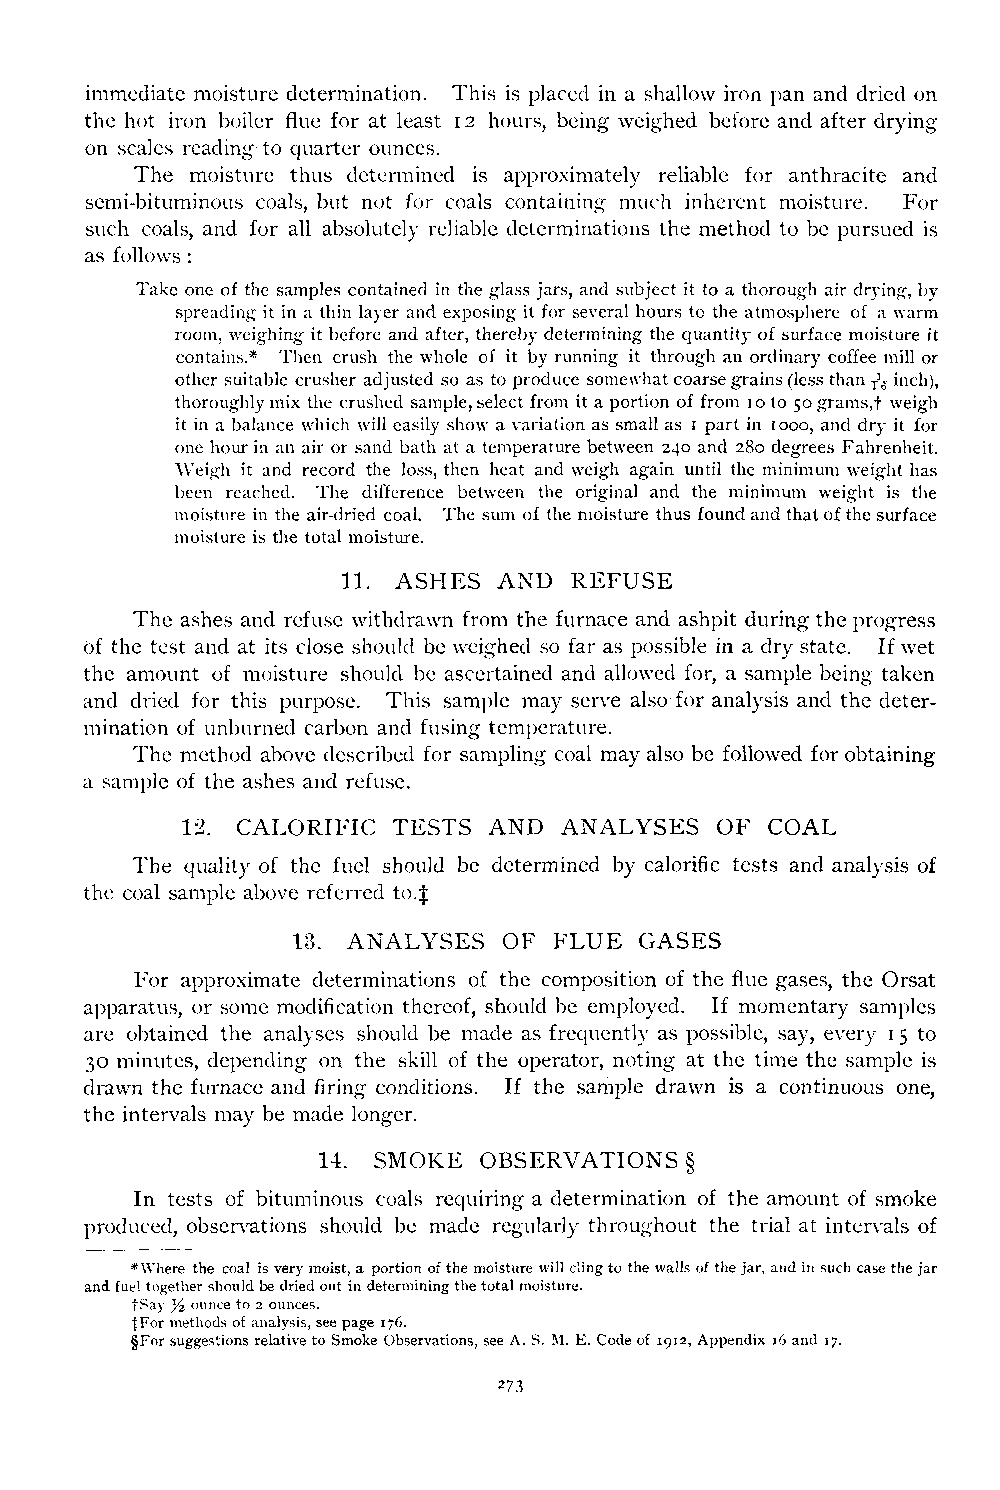 immediate moisture determination. This is placed in a shallow iron pan and dried on
the hot iron boiler flue for at least 12 hours, being weighed before and after drying
on scales reading to quarter ounces.
The moisture thus determined is approximately reliable for anthracite and
semi-bituminous coals, but not for coals containing much inherent moisture. For
such coals, and for all absolutely reliable determinations the method to be pursued is
as follows:
Take one of the samples contained in the glass jars, and subject it to a thorough air drying, by
spreading it in a thin layer and exposing it for several hours to the atmosphere of a warm
room, weighing it before and after, thereby determining the quantity of surface moisture it
contains.* Then crush the whole of it by running it through an ordinary coffee mill or
other suitable crusher adjusted so as to produce somewhat coarse grains (less than 1/16 inch),
thoroughly mix the crushed sample, select from it a portion of from 10 to 50 grams,† weigh
it in a balance which will easily show a variation as small as 1 part in 1000, and dry it for
one hour in an air or sand bath at a temperature between 240 and 280 degrees Fahrenheit.
Weigh it and record the loss, then heat and weigh again until the minimum weight has
been reached. The difference between the original and the minimum weight is the
moisture in the air-dried coal. The sum of the moisture thus found and that of the surface
moisture is the total moisture.
11. ASHES AND REFUSE
The ashes and refuse withdrawn from the furnace and ashpit during the progress
of the test and at its close should be weighed so far as possible in a dry state. If wet
the amount of moisture should be ascertained and allowed for, a sample being taken
and dried for this purpose. This sample may serve also for analysis and the deter-
mination of unburned carbon and fusing temperature.
The method above described for sampling coal may also be followed for obtaining
a sample of the ashes and refuse.
12. CALORIFIC TESTS AND ANALYSES OF COAL
The quality of the fuel should be determined by calorific tests and analysis of
the coal sample above referred to.‡
13. ANALYSES OF FLUE GASES
For approximate determinations of the composition of the flue gases, the Orsat
apparatus, or some modification thereof, should be employed. If momentary samples
are obtained the analyses should be made as frequently as possible, say, every 15 to
30 minutes, depending on the skill of the operator, noting at the time the sample is
drawn the furnace and firing conditions. If the sample drawn is a continuous one,
the intervals may be made longer.
14. SMOKE OBSERVATIONS §
In tests of bituminous coals requiring a determination of the amount of smoke
produced, observations should be made regularly throughout the trial at intervals of
*Where the coal is very moist, a portion of the moisture will cling to the walls of the jar, and in such case the jar
and fuel together should be dried out in determining the total moisture.
†Say ½ ounce to 2 ounces.
‡For methods of analysis, see page 176.
§For suggestions relative to Smoke Observations, see A. S. M. E. Code of 1912, Appendix 16 and 17.
273